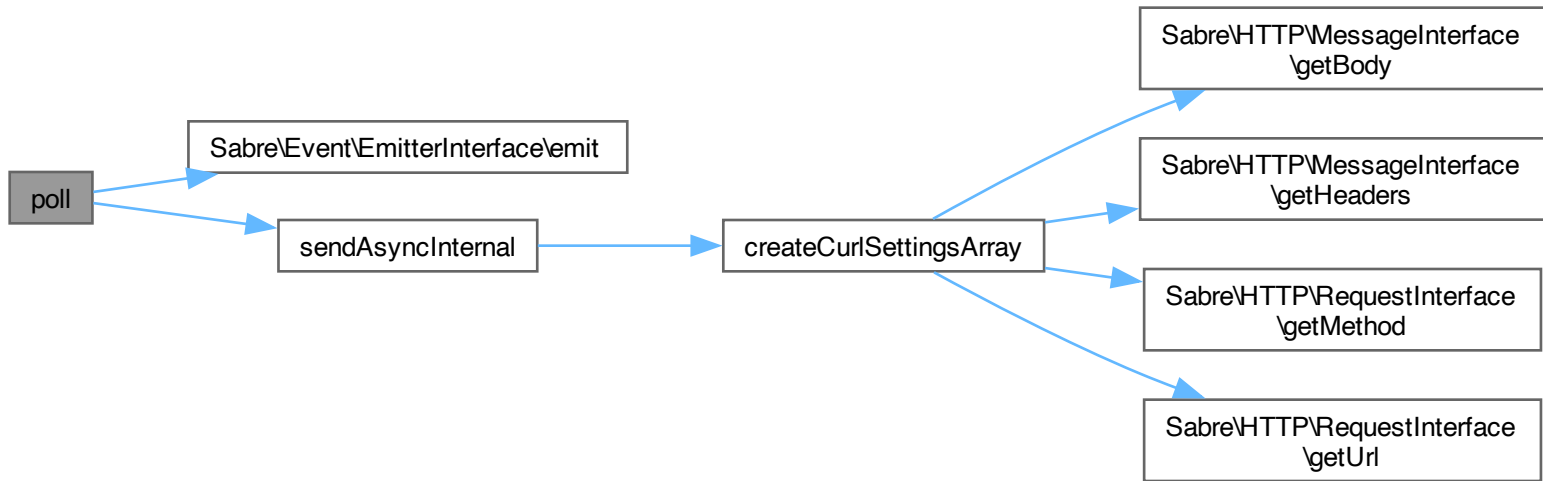 poll
Sabre\Event\EmitterInterface\emit
sendAsyncInternal
createCurlSettingsArray
Sabre\HTTP\MessageInterface
\getBody
Sabre\HTTP\MessageInterface
\getHeaders
Sabre\HTTP\RequestInterface
\getMethod
Sabre\HTTP\RequestInterface
\getUrl